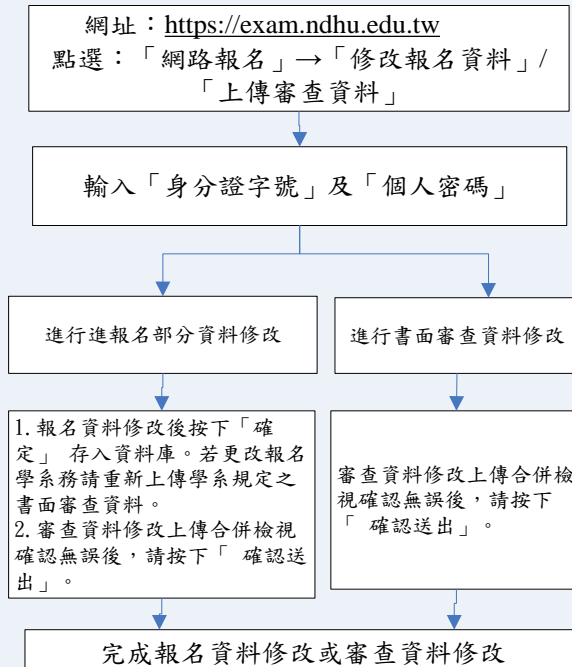 網址：https://exam.ndhu.edu.tw
點選：「網路報名」→「修改報名資料」/
「上傳審查資料」
輸入「身分證字號」及「個人密碼」
進行進報名部分資料修改
進行書面審查資料修改
1.報名資料修改後按下「確
定」 存入資料庫。若更改報名
學系務請重新上傳學系規定之
書面審查資料。
2.審查資料修改上傳合併檢視
確認無誤後，請按下「 確認送
出」。
審查資料修改上傳合併檢
視確認無誤後，請按下
「 確認送出」。
完成報名資料修改或審查資料修改